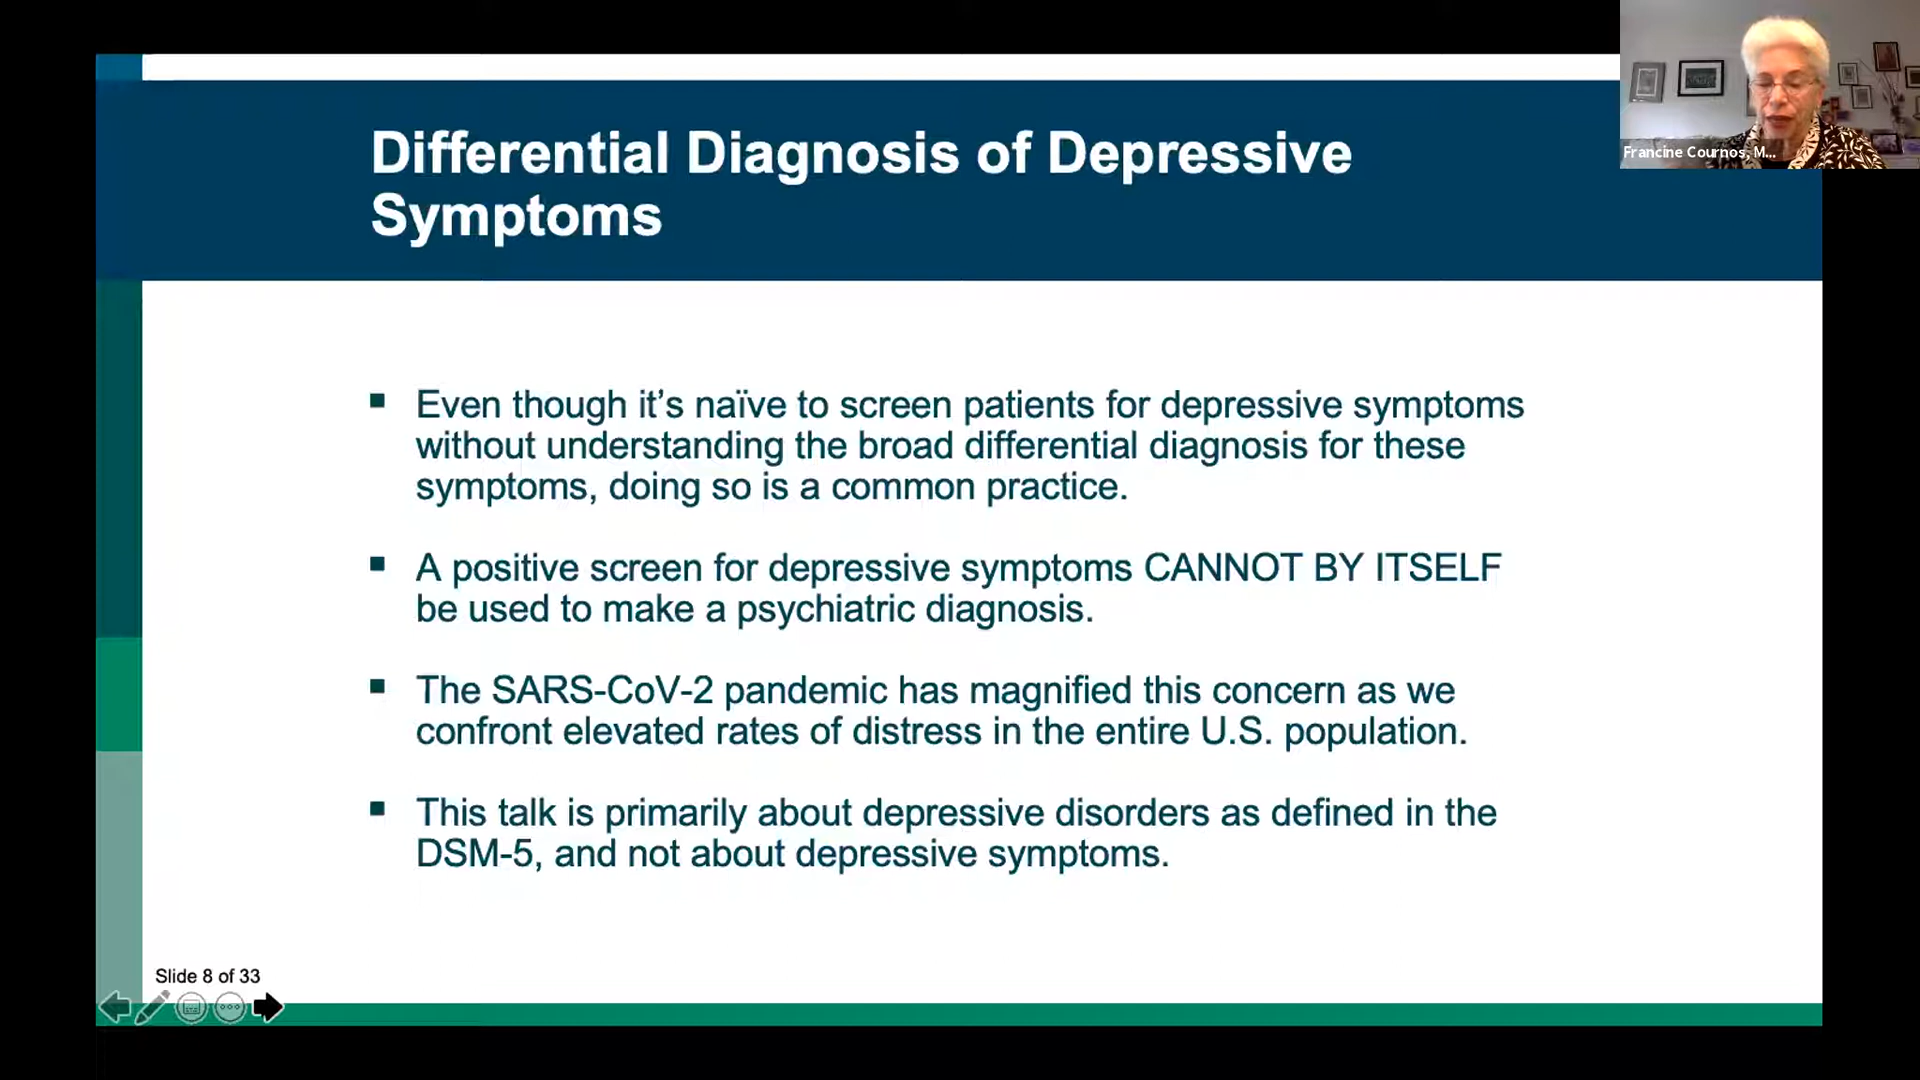 Differential Diagnosis of Depressive
Symptoms
Francine Cournos, M...
▪ Even though it’s naïve to screen patients for depressive symptoms
without understanding the broad differential diagnosis for these
symptoms, doing so is a common practice.
▪ A positive screen for depressive symptoms CANNOT BY ITSELF
be used to make a psychiatric diagnosis.
▪ The SARS-CoV-2 pandemic has magnified this concern as we
confront elevated rates of distress in the entire U.S. population.
▪ This talk is primarily about depressive disorders as defined in the
DSM-5, and not about depressive symptoms.
Slide 8 of 33